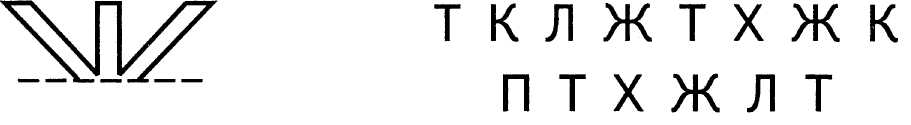 Т К Л Ж Т Х Ж К
П Т Х Ж Л Т